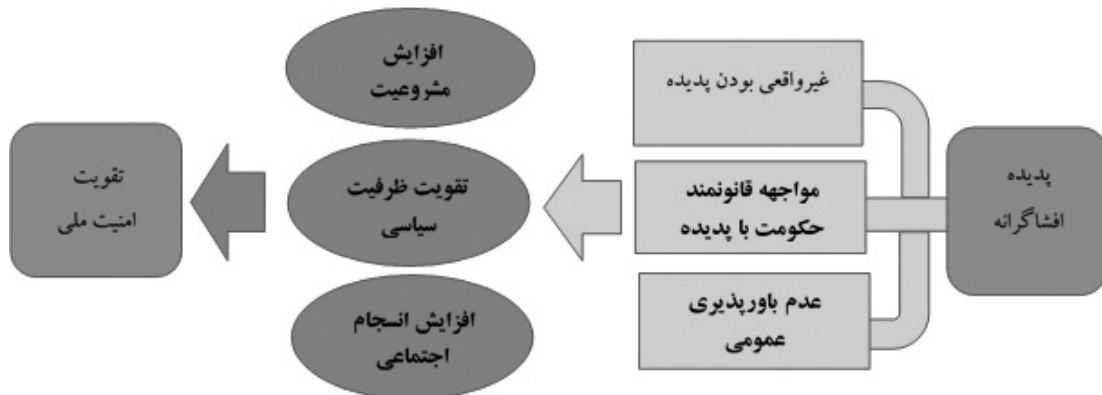 پدیده
افشاگرانه
غیرواقعی بودن پدیده
مواجهه قانونمند
حکومت با پدیده
عدم باورپذیری
عمومی
افزایش
مشروعیت
تقویت ظرفیت
سیاسی
افزایش انسجام
اجتماعی
تقویت
امنیت ملی